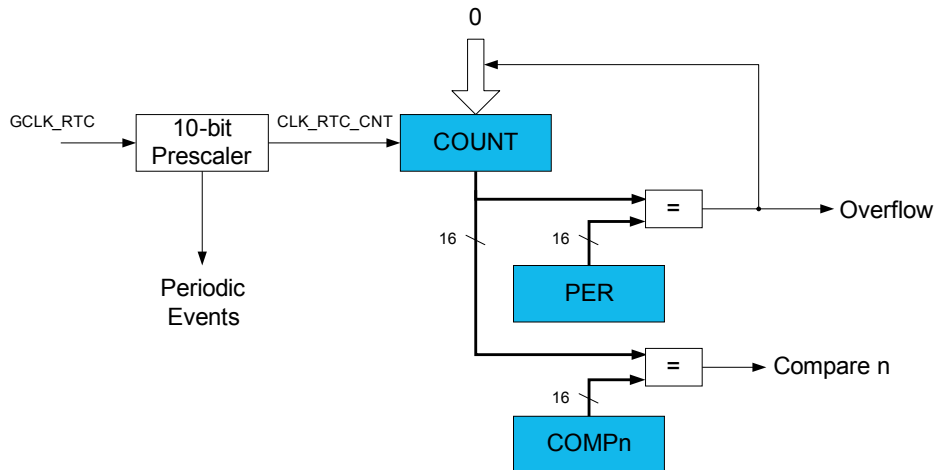 0
GCLK_RTC
10-bit
Prescaler
CLK_RTC_CNT
COUNT
=
Overflow
16
16
Periodic
Events
PER
=
Compare n
16
COMPn